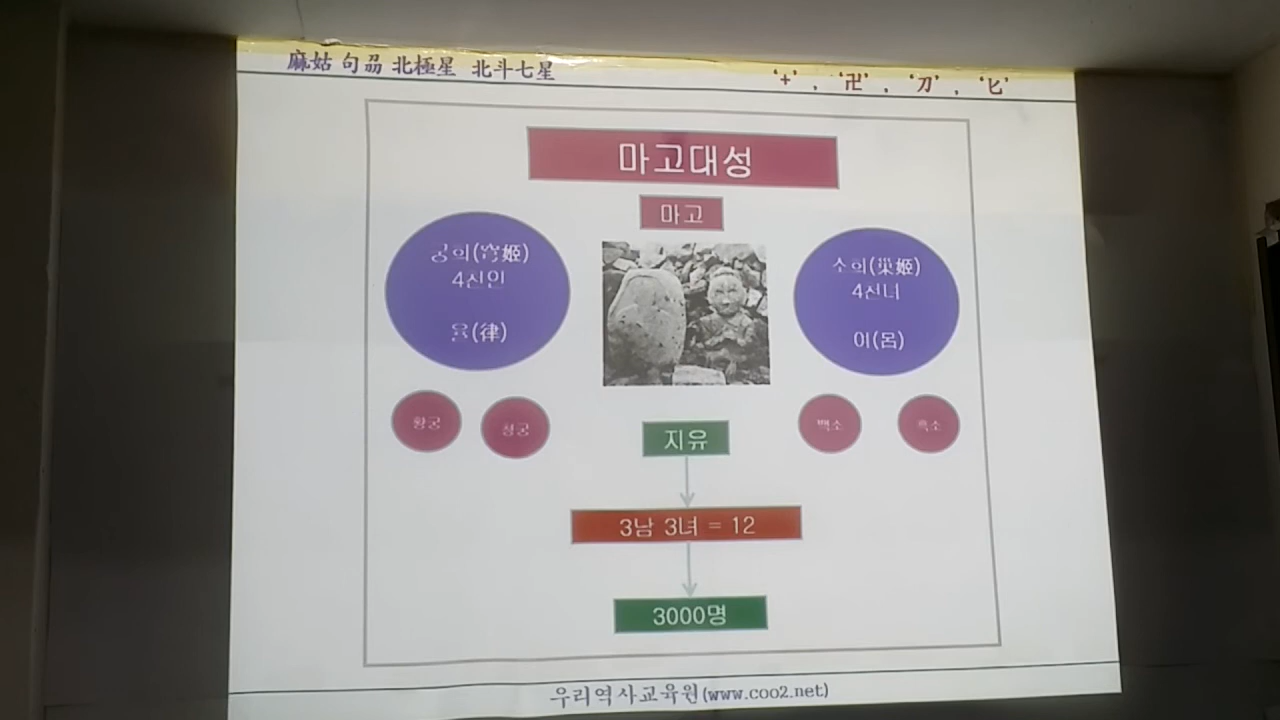 麻姑 句芻 北極星 北斗七星
‘+’, ‘卍’, ‘刀’, ‘匕’
마고대성
마고
궁희(穹姬)
4천인
율(律)
소희(巢姬)
4천녀
여(呂)
황궁
청궁
백소
흑소
지유
3남 3녀 = 12
3000명
우리역사교육원(www.coo2.net)